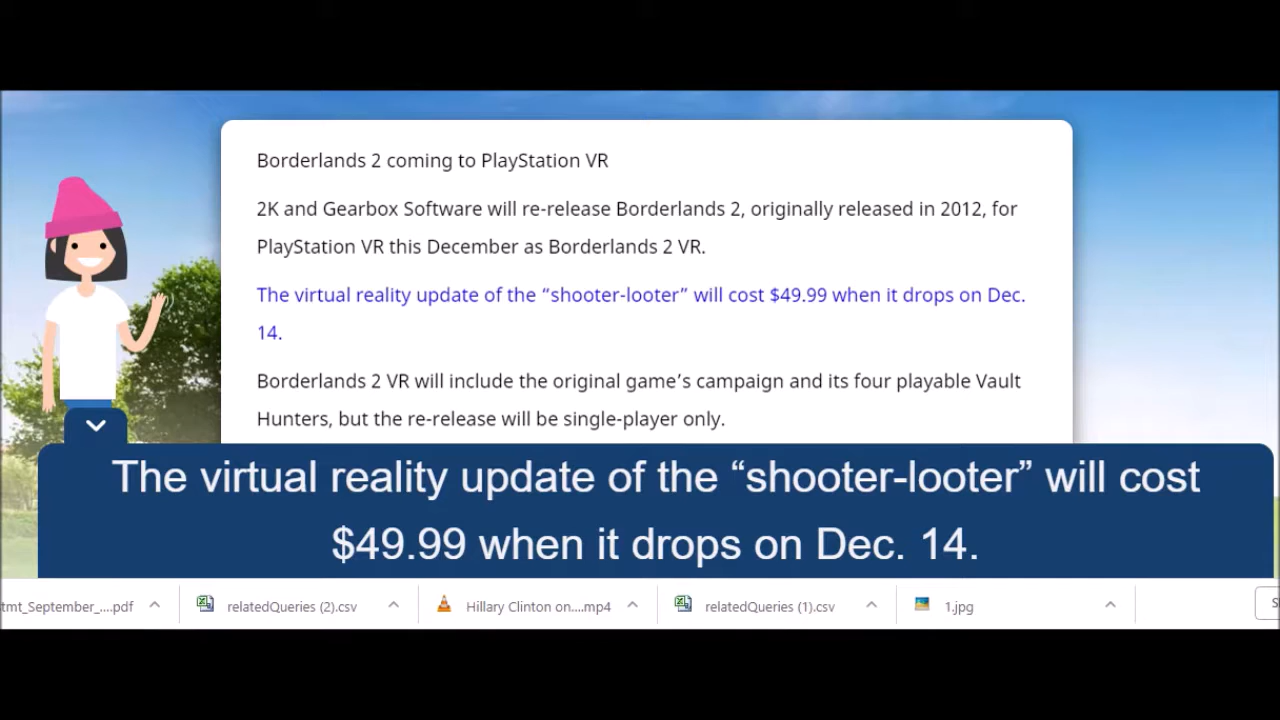 Borderlands 2 coming to PlayStation VR
2K and Gearbox Software will re-release Borderlands 2, originally released in 2012, for
PlayStation VR this December as Borderlands 2 VR.
The virtual reality update of the “shooter-looter” will cost $49.99 when it drops on Dec.
14.
Borderlands 2 VR will include the original game’s campaign and its four playable Vault
Hunters, but the re-release will be single-player only.
The virtual reality update of the “shooter-looter” will cost
$49.99 when it drops on Dec. 14.
tmt_September_....pdf relatedQueries (2).csv Hillary Clinton on....mp4 relatedQueries (1).csv 1.jpg S